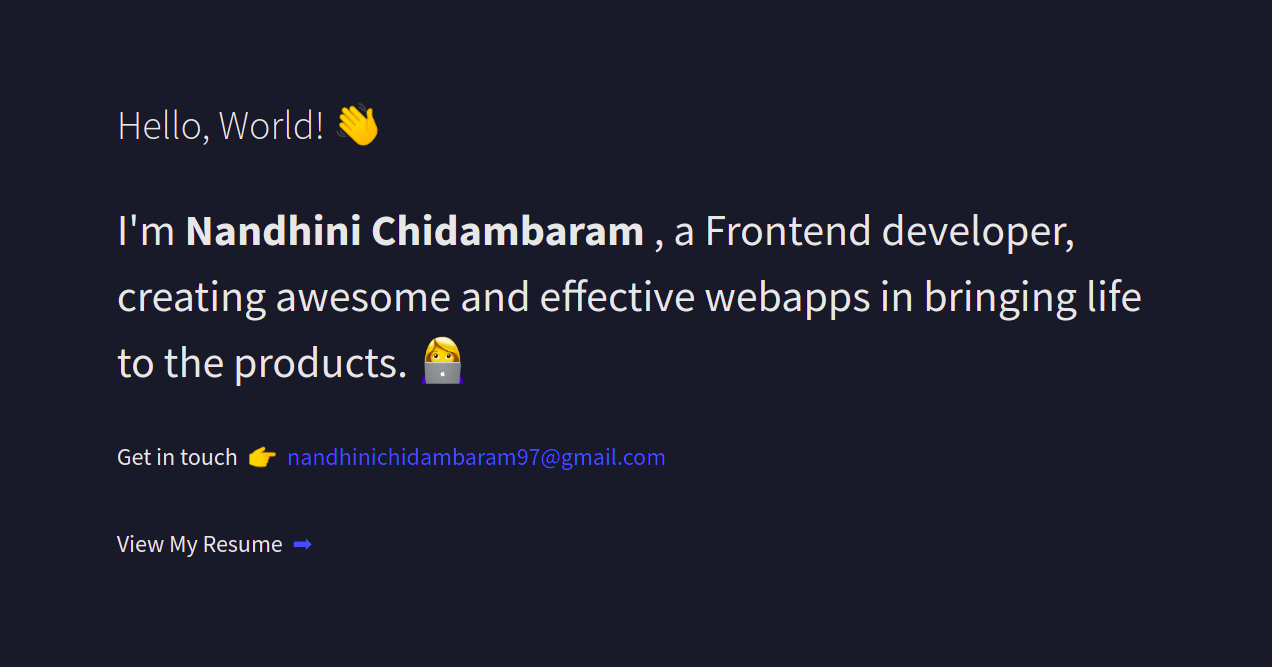 Hello, World! 👋
I'm Nandhini Chidambaram , a Frontend developer,
creating awesome and effective webapps in bringing life
to the products. 👩‍💻
Get in touch 👉 nandhinichidambaram97@gmail.com
View My Resume ➡